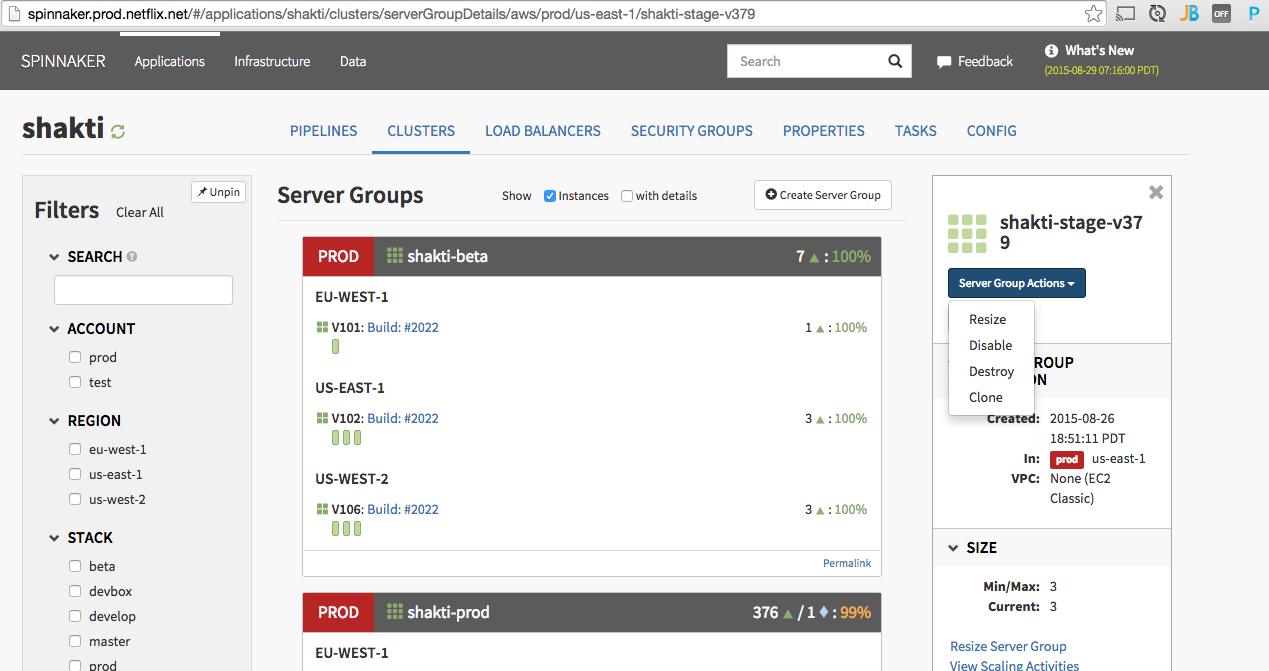 spinnaker.prod.netflix.net/#/applications/shakti/clusters/serverGroupDetails/aws/prod/us-east-1/shakti-stage-v379
JB OFF P
SPINNAKER Applications Infrastructure Data Search Feedback What's New
(2015-08-29 07:16:00 PDT)
shakti PIPELINES CLUSTERS LOAD BALANCERS SECURITY GROUPS PROPERTIES TASKS CONFIG
Unpin
Filters Clear All
SEARCH
ACCOUNT
prod
test
REGION
eu-west-1
us-east-1
us-west-2
STACK
beta
devbox
develop
master
prod
Server Groups Show Instances with details Create Server Group
PROD shakti-beta 7 ▲ : 100%
EU-WEST-1
V101: Build: #2022 1 ▲ : 100%
US-EAST-1
V102: Build: #2022 3 ▲ : 100%
US-WEST-2
V106: Build: #2022 3 ▲ : 100%
Permalink
PROD shakti-prod 376 ▲ / 1 ♦ : 99%
EU-WEST-1
shakti-stage-v37
9
Server Group Actions
Resize
Disable
Destroy
Clone
Created: 2015-08-26
18:51:11 PDT
In: prod us-east-1
VPC: None (EC2
Classic)
SIZE
Min/Max: 3
Current: 3
Resize Server Group
View Scaling Activities